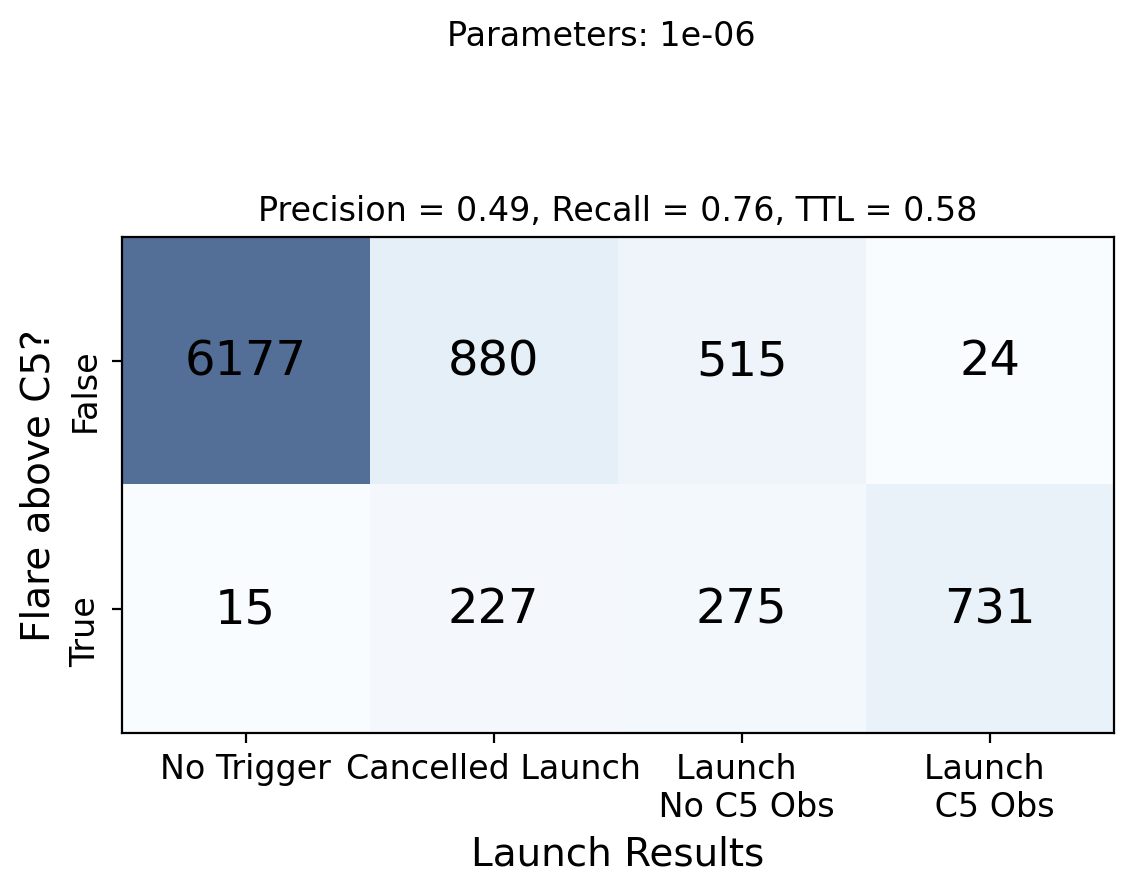 Parameters: 1e-06
Precision = 0.49, Recall = 0.76, TTL = 0.58
Flare above C5?
False
6177 880 515 24
True
15 227 275 731
No Trigger Cancelled Launch Launch No C5 Obs Launch C5 Obs
Launch Results